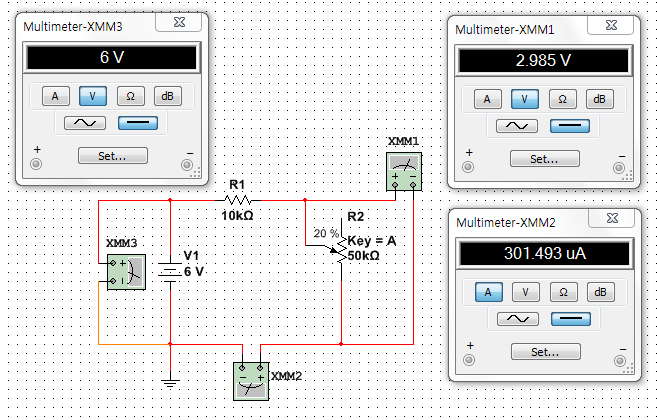 Multimeter-XMM3
6 V
A V Ω dB
+ -
Set...
Multimeter-XMM1
2.985 V
A V Ω dB
+ -
Set...
XMM1
+ -
R1
10kΩ
R2
20 %
Key = A
50kΩ
XMM3
+ -
V1
6 V
XMM2
- +
Multimeter-XMM2
301.493 uA
A V Ω dB
+ -
Set...